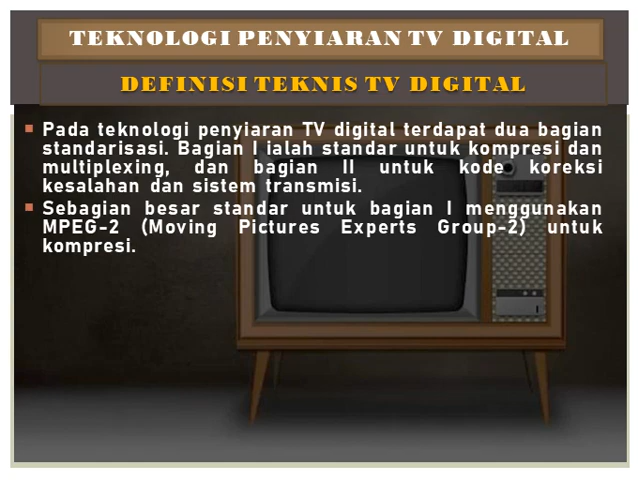 TEKNOLOGI PENYIARAN TV DIGITAL
DEFINISI TEKNIS TV DIGITAL
Pada teknologi penyiaran TV digital terdapat dua bagian
standarisasi. Bagian I ialah standar untuk kompresi dan
multiplexing, dan bagian II untuk kode koreksi
kesalahan dan sistem transmisi.
Sebagian besar standar untuk bagian I menggunakan
MPEG-2 (Moving Pictures Experts Group-2) untuk
kompresi.